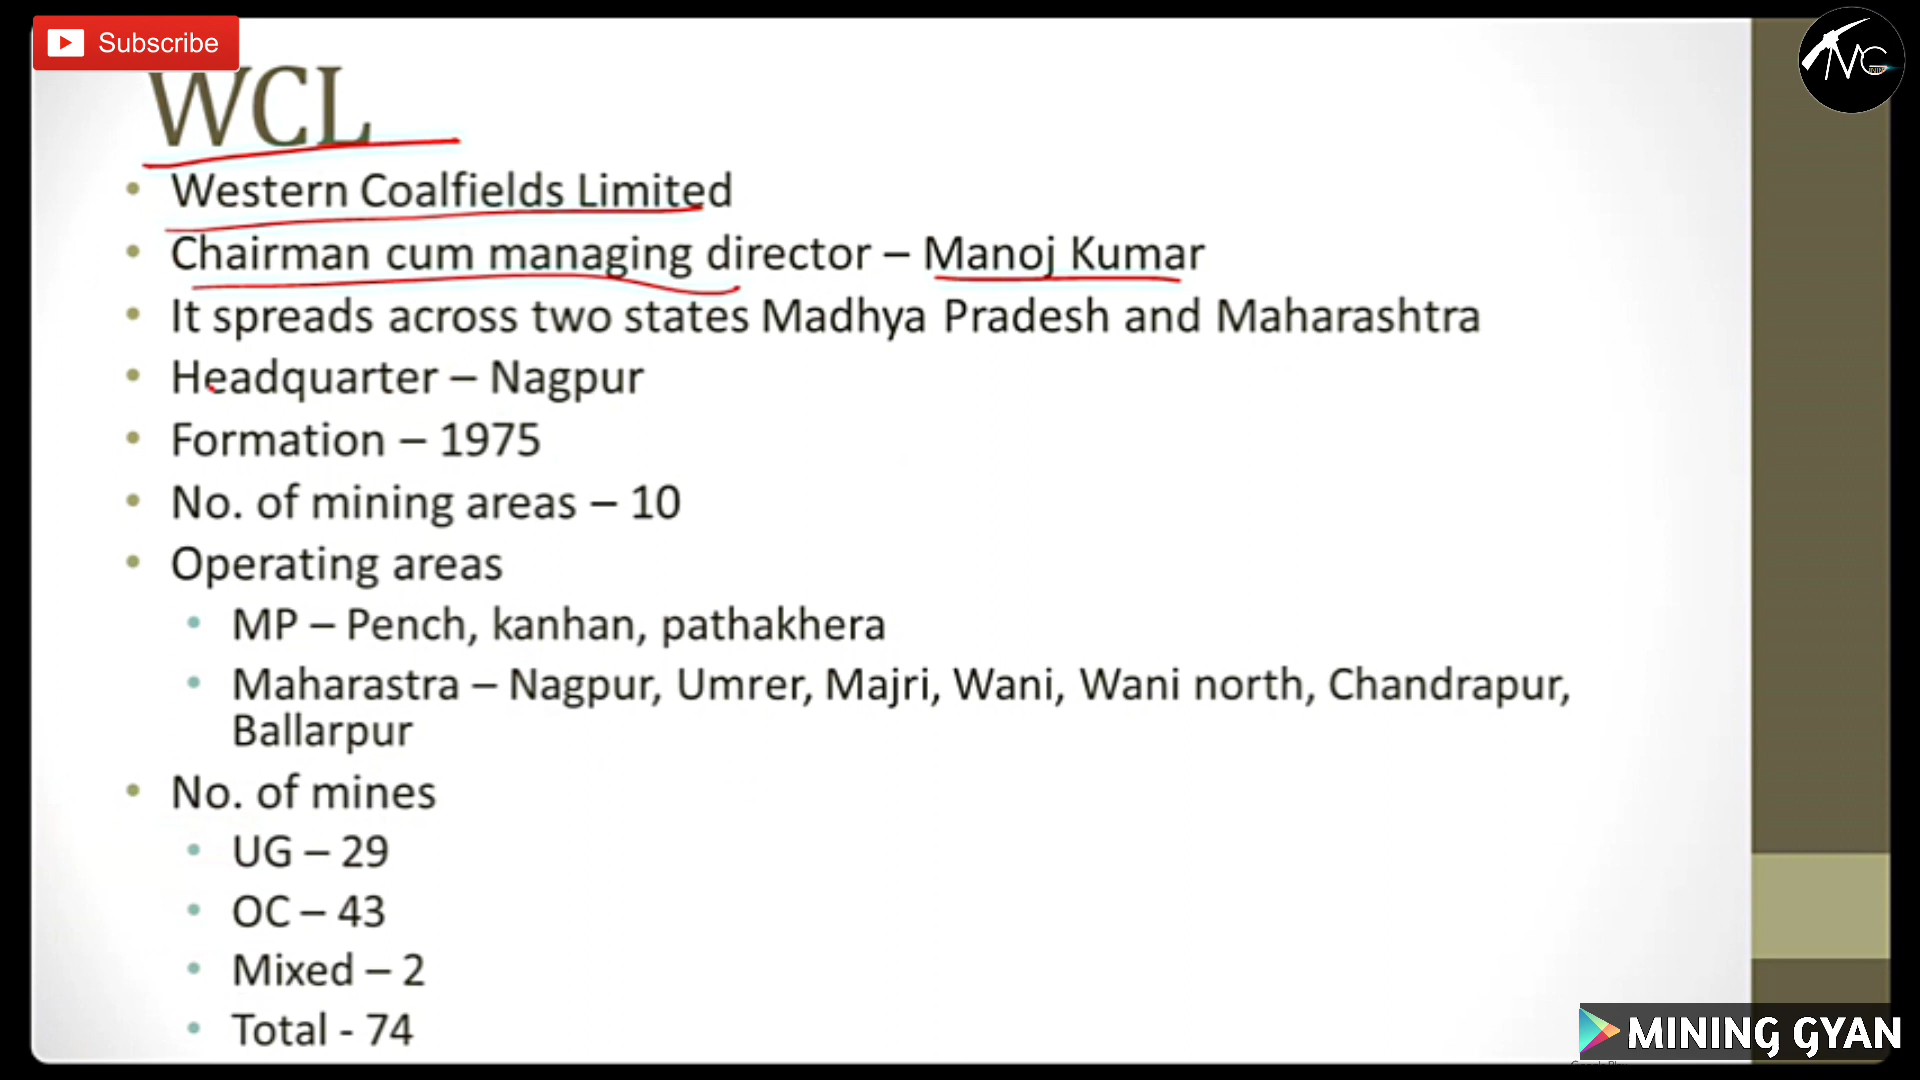 Subscribe
WCL
Western Coalfields Limited
Chairman cum managing director – Manoj Kumar
It spreads across two states Madhya Pradesh and Maharashtra
Headquarter – Nagpur
Formation – 1975
No. of mining areas – 10
Operating areas
MP – Pench, kanhan, pathakhera
Maharastra – Nagpur, Umrer, Majri, Wani, Wani north, Chandrapur,
Ballarpur
No. of mines
UG – 29
OC – 43
Mixed – 2
Total - 74
MINING GYAN